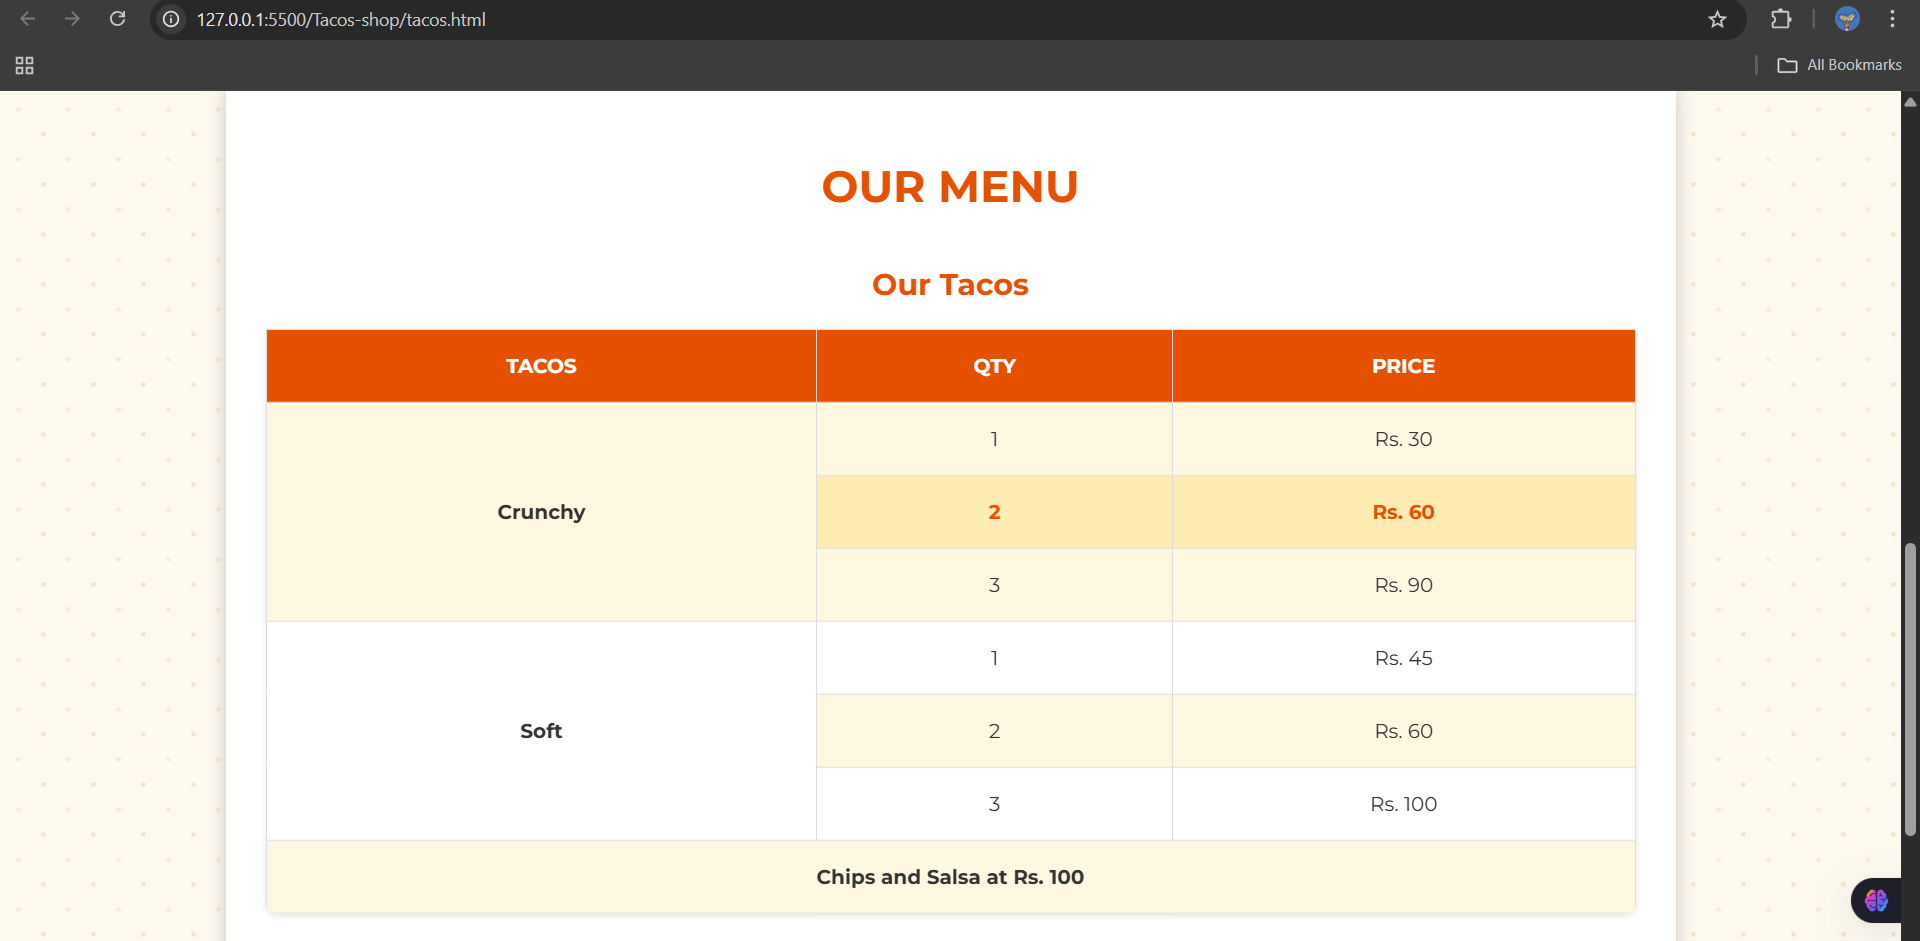 127.0.0.1:5500/Tacos-shop/tacos.html
All Bookmarks
OUR MENU
Our Tacos
TACOS QTY PRICE
1 Rs. 30
Crunchy 2 Rs. 60
3 Rs. 90
1 Rs. 45
Soft 2 Rs. 60
3 Rs. 100
Chips and Salsa at Rs. 100